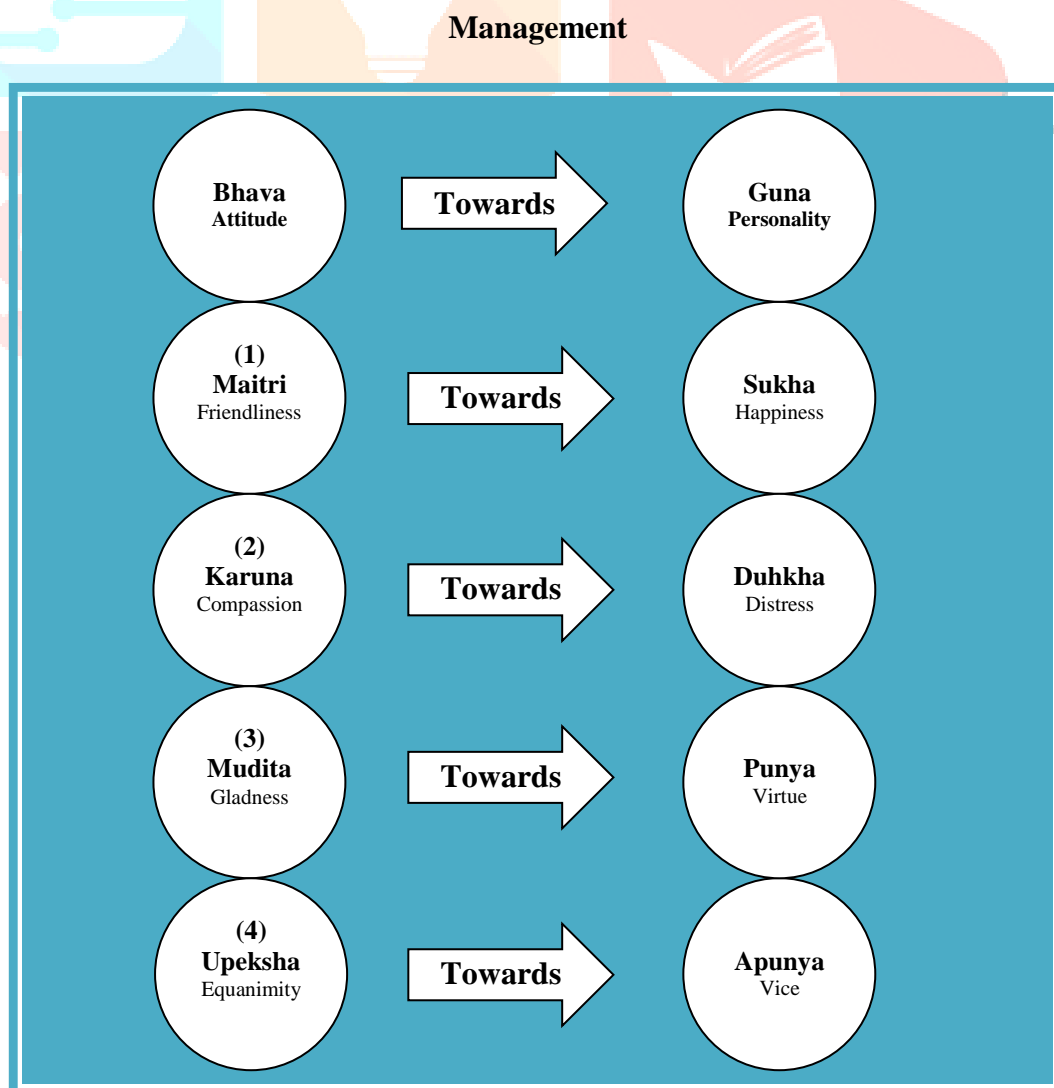 Management
Bhava
Attitude
Towards
Guna
Personality
(1)
Maitri
Friendliness
Towards
Sukha
Happiness
(2)
Karuna
Compassion
Towards
Duhkha
Distress
(3)
Mudita
Gladness
Towards
Punya
Virtue
(4)
Upeksha
Equanimity
Towards
Apunya
Vice